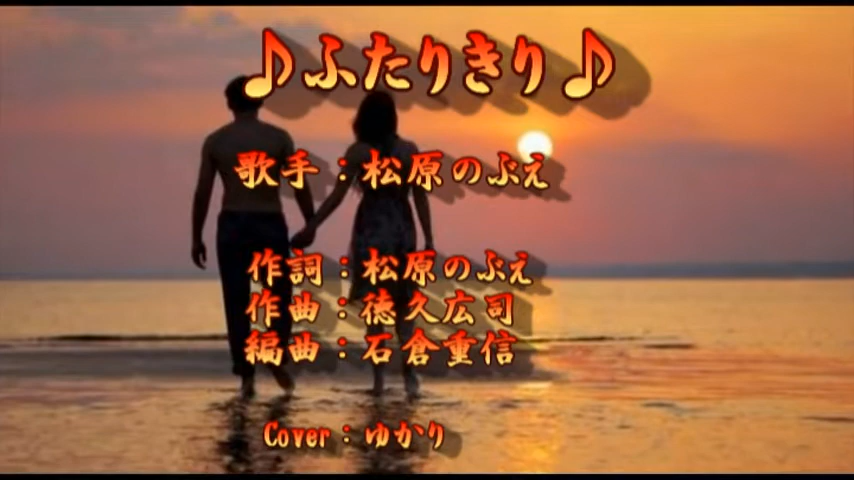 ♪ふたりきり♪
歌手：松原のぶえ
作詞：松原のぶえ
作曲：徳久広司
編曲：石倉重信
Cover：ゆかり